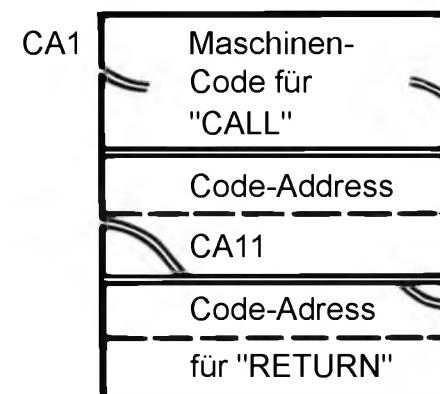 CA1 Maschinen-
Code für
"CALL"
Code-Address
CA11
Code-Adress
für "RETURN"